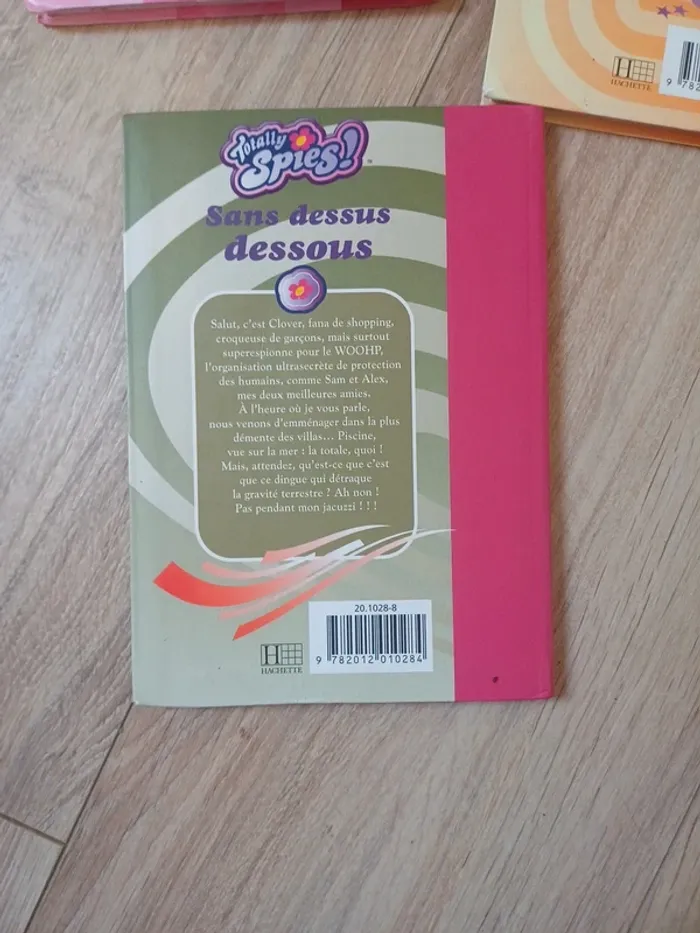 HACHETTE
9 782
Totally
Spies!
TM
Sans dessus
dessous
Salut, c'est Clover, fana de shopping,
croqueuse de garçons, mais surtout
superespionne pour le WOOHP,
l'organisation ultrasecrète de protection
des humains, comme Sam et Alex,
mes deux meilleures amies.
À l'heure où je vous parle,
nous venons d'emménager dans la plus
démente des villas... Piscine,
vue sur la mer : la totale, quoi !
Mais, attendez, qu'est-ce que c'est
que ce dingue qui détraque
la gravité terrestre ? Ah non !
Pas pendant mon jacuzzi ! ! !
20.1028-8
9 782012 010284
H
HACHETTE